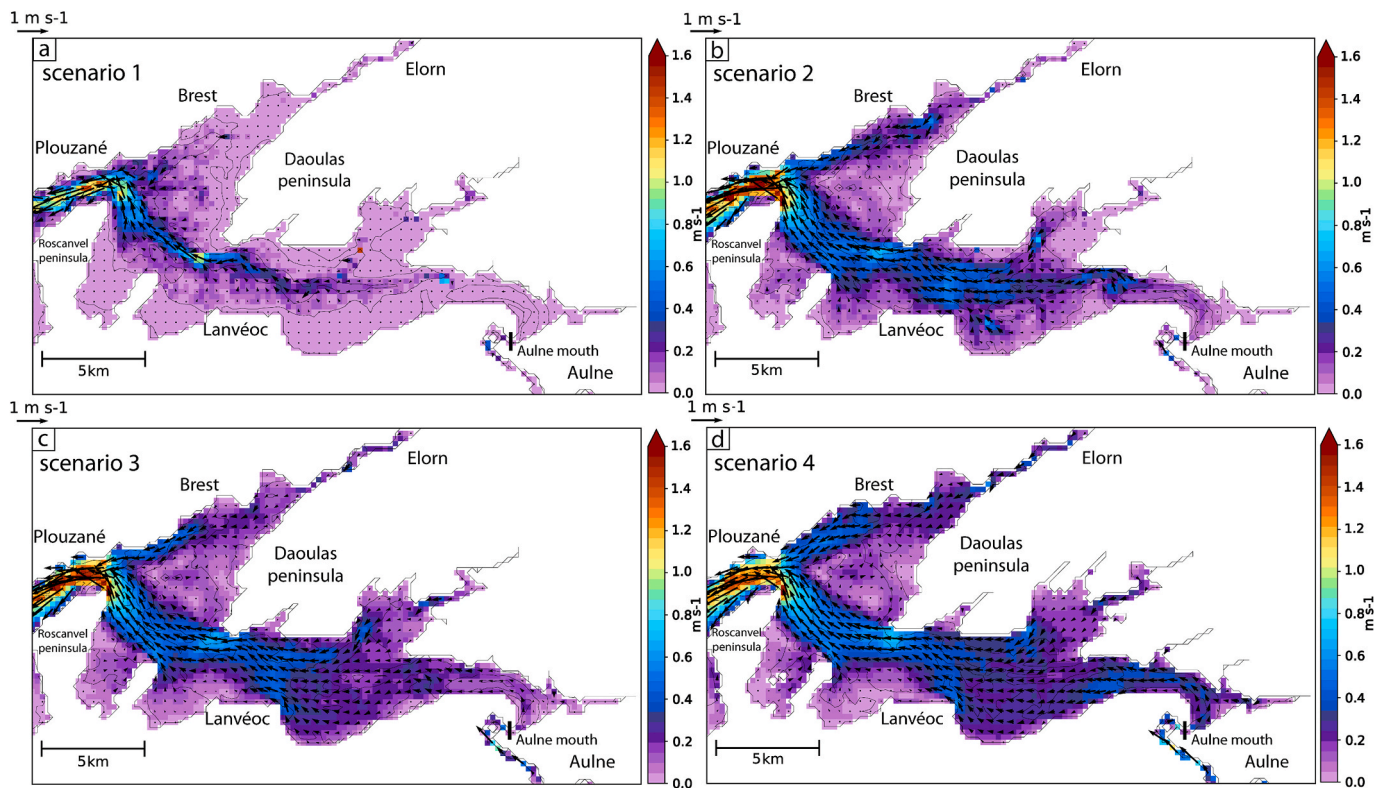 1 m s-1
a
scenario 1
Elorn
Brest
Plouzané
Daoulas
peninsula
Roscanvel
peninsula
Lanvéoc
Aulne mouth
Aulne
5km
1.6
1.4
1.2
1.0
0.8
0.6
0.4
0.2
0.0
m s-1
1 m s-1
b
scenario 2
Elorn
Brest
Plouzané
Daoulas
peninsula
Roscanvel
peninsula
Lanvéoc
Aulne mouth
Aulne
5km
1.6
1.4
1.2
1.0
0.8
0.6
0.4
0.2
0.0
m s-1
1 m s-1
c
scenario 3
Elorn
Brest
Plouzané
Daoulas
peninsula
Roscanvel
peninsula
Lanvéoc
Aulne mouth
Aulne
5km
1.6
1.4
1.2
1.0
0.8
0.6
0.4
0.2
0.0
m s-1
1 m s-1
d
scenario 4
Elorn
Brest
Plouzané
Daoulas
peninsula
Roscanvel
peninsula
Lanvéoc
Aulne mouth
Aulne
5km
1.6
1.4
1.2
1.0
0.8
0.6
0.4
0.2
0.0
m s-1